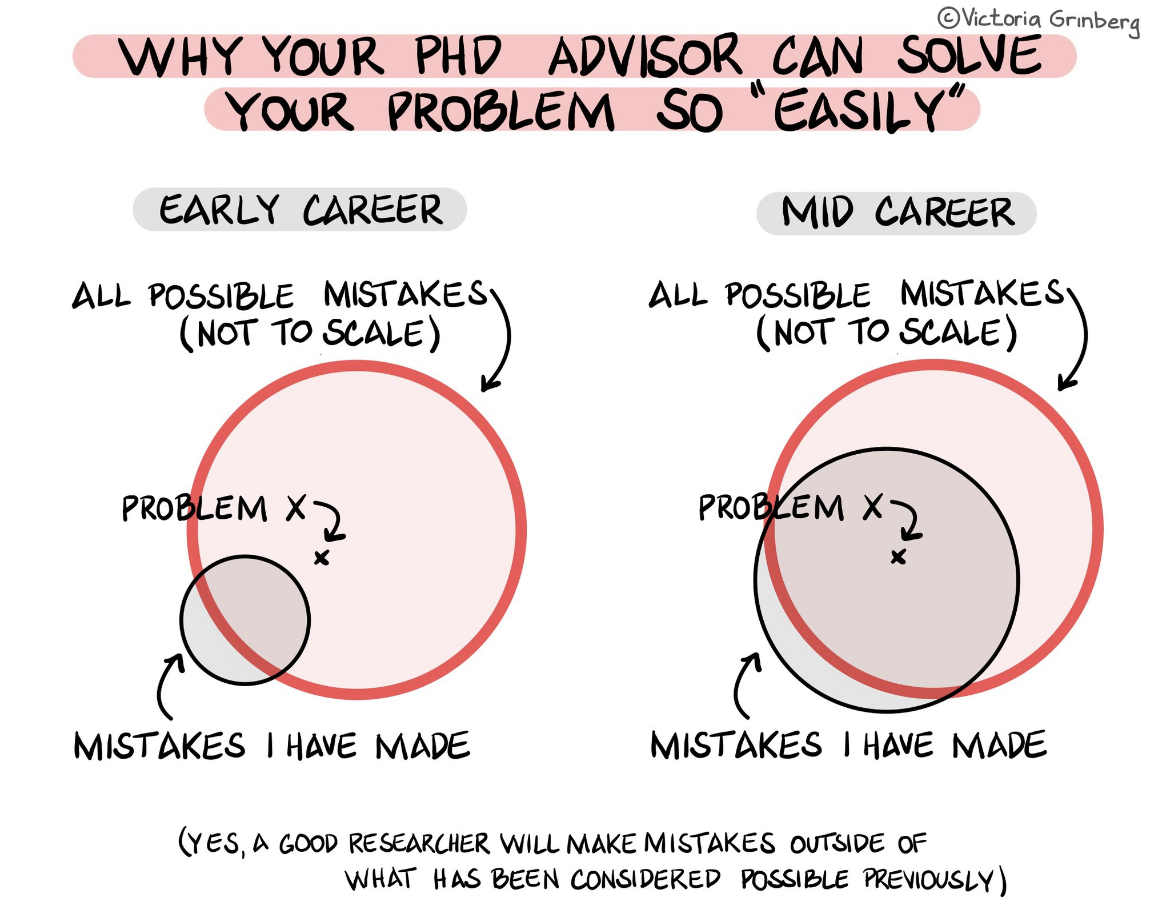 ©Victoria Grinberg
WHY YOUR PHD ADVISOR CAN SOLVE
YOUR PROBLEM SO "EASILY"
EARLY CAREER
ALL POSSIBLE MISTAKES
(NOT TO SCALE)
PROBLEM X
x
MISTAKES I HAVE MADE
MID CAREER
ALL POSSIBLE MISTAKES
(NOT TO SCALE)
PROBLEM X
x
MISTAKES I HAVE MADE
(YES, A GOOD RESEARCHER WILL MAKE MISTAKES OUTSIDE OF
WHAT HAS BEEN CONSIDERED POSSIBLE PREVIOUSLY)